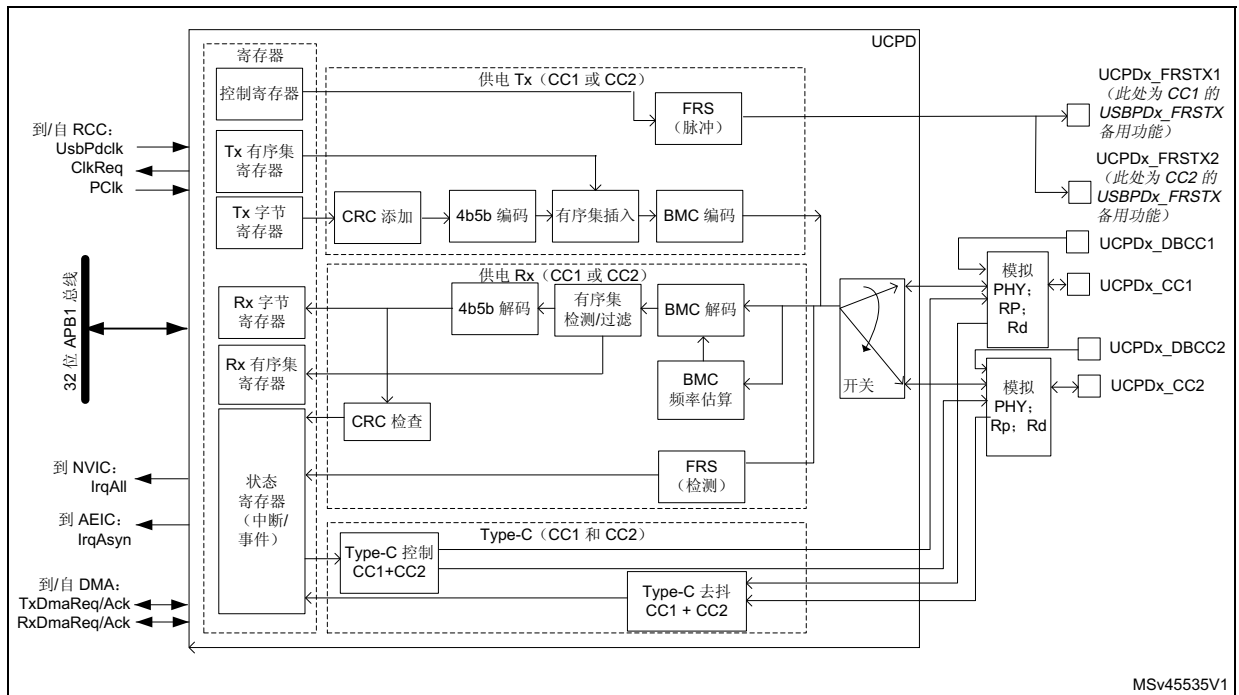 UCPD
寄存器
控制寄存器
Tx 有序集
寄存器
Tx 字节
寄存器
Rx 字节
寄存器
Rx 有序集
寄存器
状态
寄存器
（中断/
事件）
供电 Tx（CC1 或 CC2）
FRS
（脉冲）
CRC 添加
4b5b 编码
有序集插入
BMC 编码
供电 Rx（CC1 或 CC2）
4b5b 解码
有序集
检测/过滤
BMC 解码
BMC
频率估算
CRC 检查
FRS
（检测）
Type-C（CC1 和 CC2）
Type-C 控制
CC1+CC2
Type-C 去抖
CC1 + CC2
开关
模拟
PHY；
RP；
Rd
模拟
PHY；
Rp；Rd
到/自 RCC：
UsbPdclk
ClkReq
PClk
32 位 APB1 总线
到 NVIC：
IrqAll
到 AEIC：
IrqAsyn
到/自 DMA：
TxDmaReq/Ack
RxDmaReq/Ack
UCPDx_FRSTX1
（此处为 CC1 的
USBPDx_FRSTX
备用功能）
UCPDx_FRSTX2
（此处为 CC2 的
USBPDx_FRSTX
备用功能）
UCPDx_DBCC1
UCPDx_CC1
UCPDx_DBCC2
UCPDx_CC2
MSv45535V1